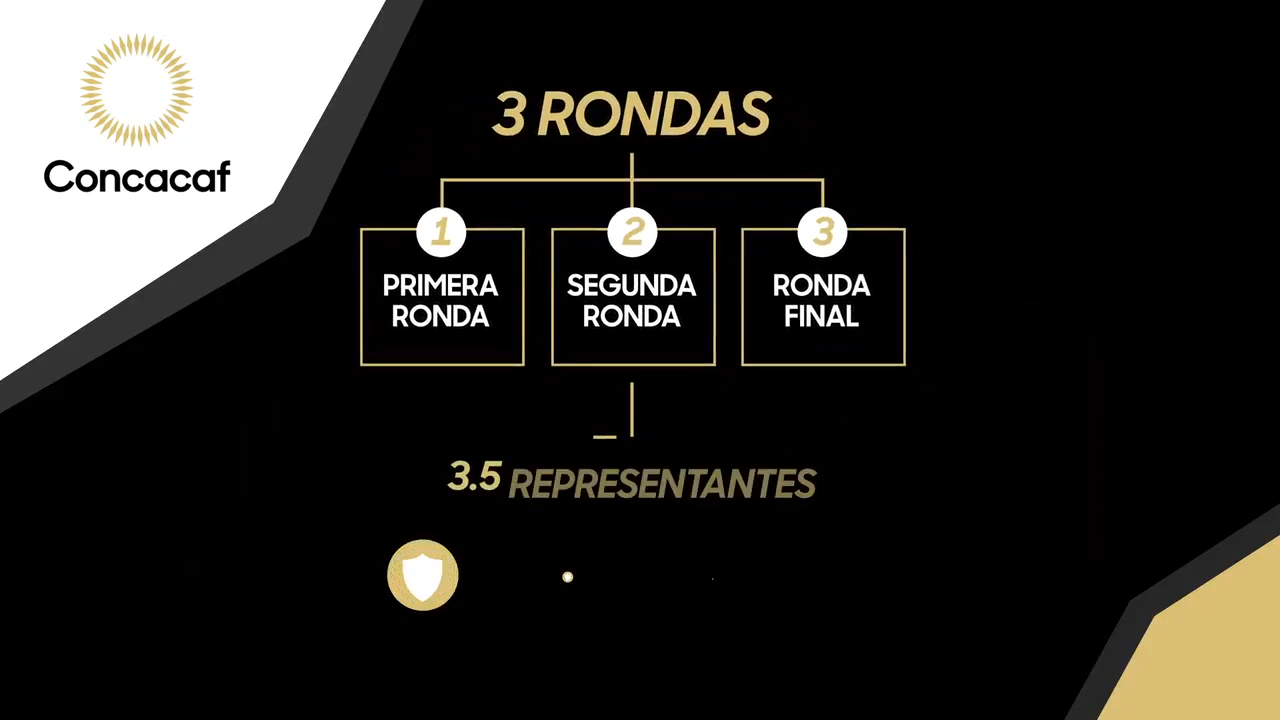 Concacaf
3 RONDAS
1
PRIMERA
RONDA
2
SEGUNDA
RONDA
3
RONDA
FINAL
3.5 REPRESENTANTES